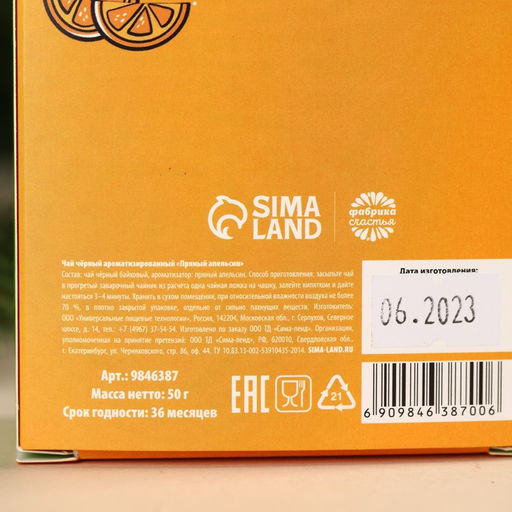 SIMA
LAND
фабрика
счастья
Чай чёрный ароматизированный «Пряный апельсин»
Состав: чай чёрный байховый, ароматизатор: пряный апельсин. Способ приготовления: засыпьте чай
в прогретый заварочный чайник из расчёта одна чайная ложка на чашку, залейте кипятком и дайте
настояться 3–4 минуты. Хранить в сухом помещении, при относительной влажности воздуха не более
70 %, в плотно закрытой упаковке, отдельно от сильно пахнущих веществ. Изготовитель:
ООО «Универсальные пищевые технологии», Россия, 142204, Московская обл., г. Серпухов, Северное
шоссе, д. 14, тел.: +7 (4967) 37-54-54. Изготовлено по заказу ООО ТД «Сима-ленд». Организация,
уполномоченная на принятие претензий: ООО ТД «Сима-ленд», РФ, 620010, Свердловская обл.,
г. Екатеринбург, ул. Черняховского, стр. 86, оф. 44. ТУ 10.83.13-002-53910435-2014. SIMA-LAND.RU
Дата изготовления:
06.2023
Арт.: 9846387
Масса нетто: 50 г
Срок годности: 36 месяцев
EAC
21
6 909846 387006